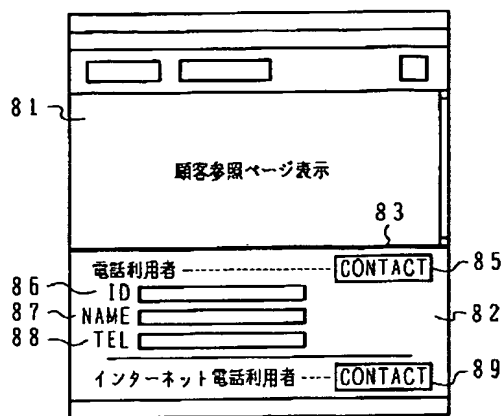 81
顧客参照ページ表示
83
電話利用者 CONTACT 85
86 ID
87 NAME 82
88 TEL
インターネット電話利用者 CONTACT 89